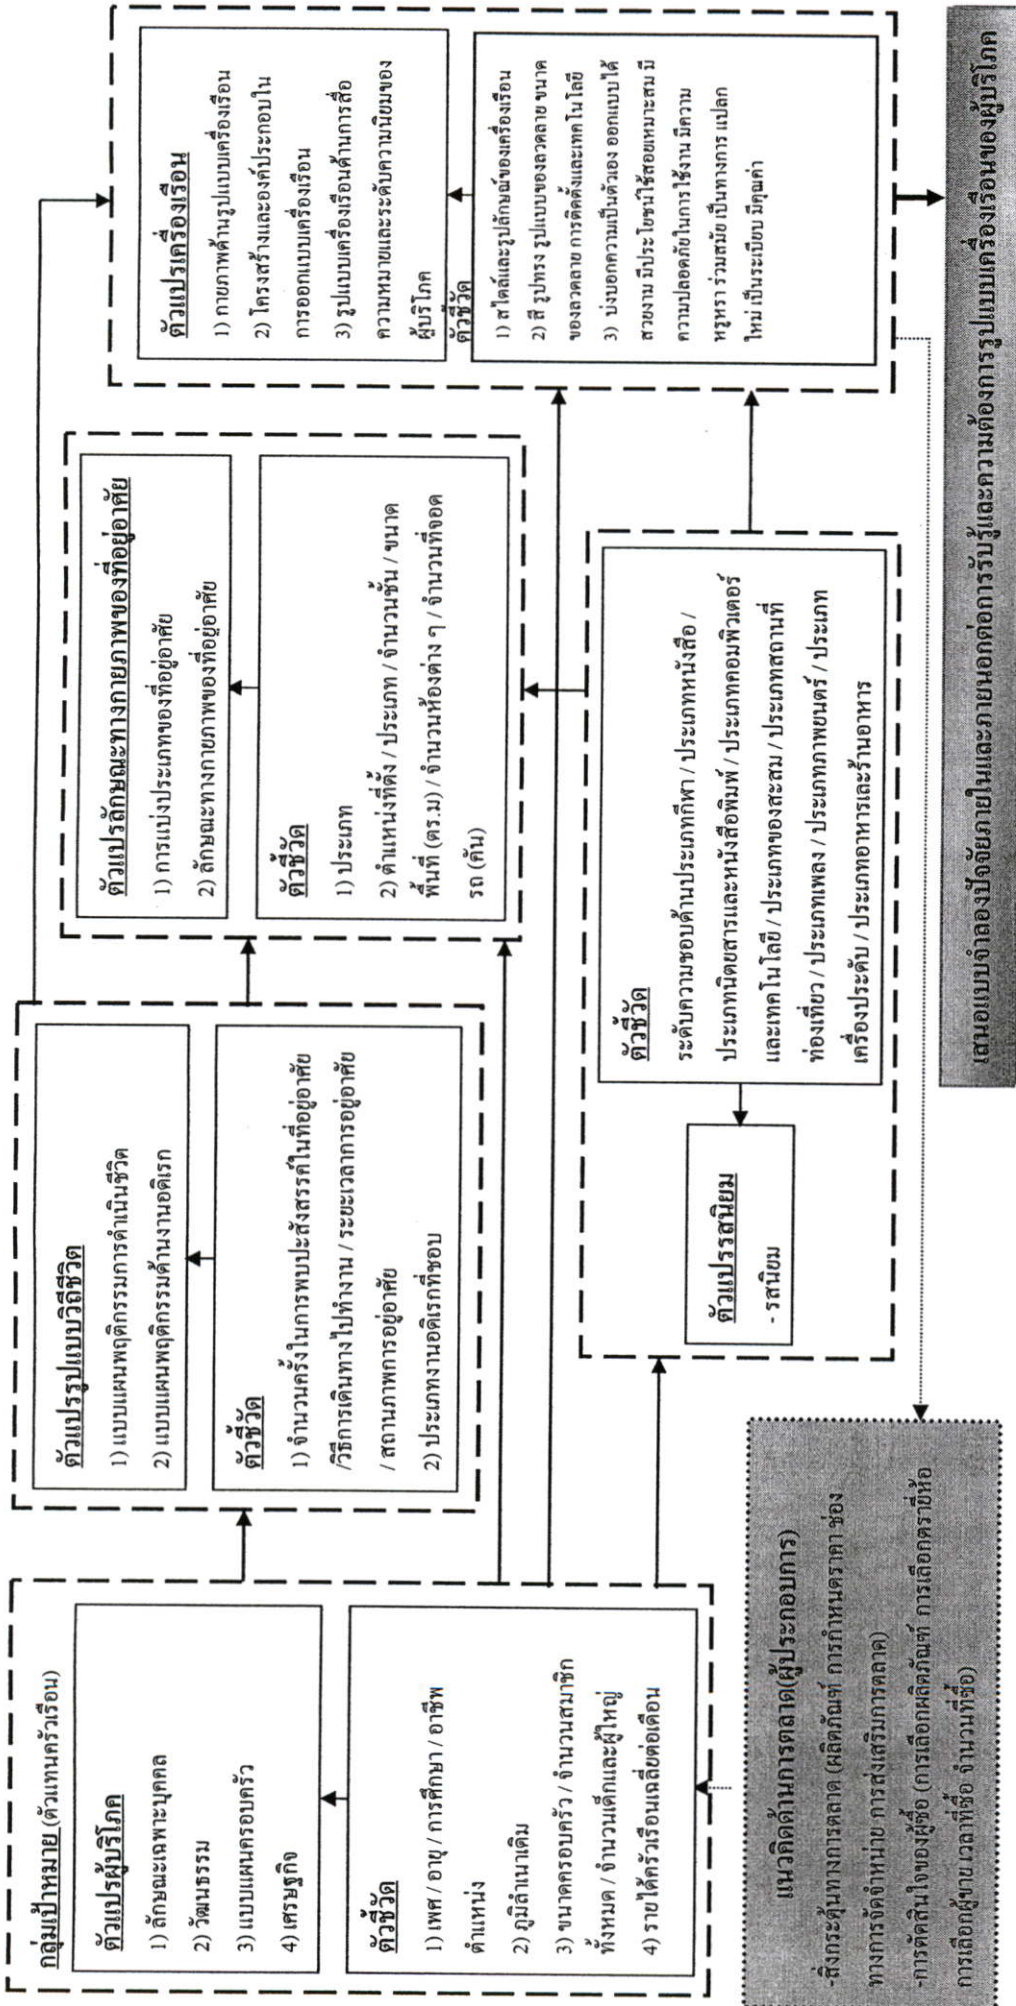 กลุ่มเป้าหมาย (ตัวแทนครัวเรือน)
ตัวแปรผู้บริโภค
1) ลักษณะเฉพาะบุคคล
2) วัฒนธรรม
3) แบบแผนครอบครัว
4) เศรษฐกิจ
ตัวชี้วัด
1) เพศ / อายุ / การศึกษา / อาชีพ
ตำแหน่ง
2) ภูมิลำเนาเดิม
3) ขนาดครอบครัว / จำนวนสมาชิก
ทั้งหมด / จำนวนเด็กและผู้ใหญ่
4) รายได้ครัวเรือนเฉลี่ยต่อเดือน
ตัวแปรรูปแบบวิถีชีวิต
1) แบบแผนพฤติกรรมการดำเนินชีวิต
2) แบบแผนพฤติกรรมด้านงานอดิเรก
ตัวชี้วัด
1) จำนวนครั้งในการพบปะสังสรรค์ในที่อยู่อาศัย
/วิธีการเดินทางไปทำงาน / ระยะเวลาการอยู่อาศัย
/ สถานภาพการอยู่อาศัย
2) ประเภทงานอดิเรกที่ชอบ
ตัวแปรลักษณะทางกายภาพของที่อยู่อาศัย
1) การแบ่งประเภทของที่อยู่อาศัย
2) ลักษณะทางกายภาพของที่อยู่อาศัย
ตัวชี้วัด
1) ประเภท
2) ตำแหน่งที่ตั้ง / ประเภท / จำนวนชั้น / ขนาด
พื้นที่ (ตร.ม) / จำนวนห้องต่าง ๆ / จำนวนที่จอด
รถ (คัน)
ตัวแปรเครื่องเรือน
1) กายภาพด้านรูปแบบเครื่องเรือน
2) โครงสร้างและองค์ประกอบใน
การออกแบบเครื่องเรือน
3) รูปแบบเครื่องเรือนด้านการสื่อ
ความหมายและระดับความนิยมของ
ผู้บริโภค
ตัวชี้วัด
1) สไตล์และรูปลักษณ์ของเครื่องเรือน
2) สี รูปทรง รูปแบบของลวดลาย ขนาด
ของลวดลาย การติดตั้งและเทคโนโลยี
3) บ่งบอกความเป็นตัวเอง ออกแบบได้
สวยงาม มีประโยชน์ใช้สอยเหมาะสม มี
ความปลอดภัยในการใช้งาน มีความ
หรูหรา ร่วมสมัย เป็นทางการ แปลก
ใหม่ เป็นระเบียบ มีคุณค่า
ตัวแปรรสนิยม
- รสนิยม
ตัวชี้วัด
ระดับความชอบด้านประเภทกีฬา / ประเภทหนังสือ /
ประเภทนิตยสารและหนังสือพิมพ์ / ประเภทคอมพิวเตอร์
และเทคโนโลยี / ประเภทของสะสม / ประเภทสถานที่
ท่องเที่ยว / ประเภทเพลง / ประเภทภาพยนตร์ / ประเภท
เครื่องประดับ / ประเภทอาหารและร้านอาหาร
แนวคิดด้านการตลาด(ผู้ประกอบการ)
-สิ่งกระตุ้นทางการตลาด (ผลิตภัณฑ์ การกำหนดราคา ช่อง
ทางการจัดจำหน่าย การส่งเสริมการตลาด)
-การตัดสินใจของผู้ซื้อ (การเลือกผลิตภัณฑ์ การเลือกตรายี่ห้อ
การเลือกผู้ขาย เวลาที่ซื้อ จำนวนที่ซื้อ)
เสนอแบบจำลองปัจจัยภายในและภายนอกต่อการรับรู้และความต้องการรูปแบบเครื่องเรือนของผู้บริโภค